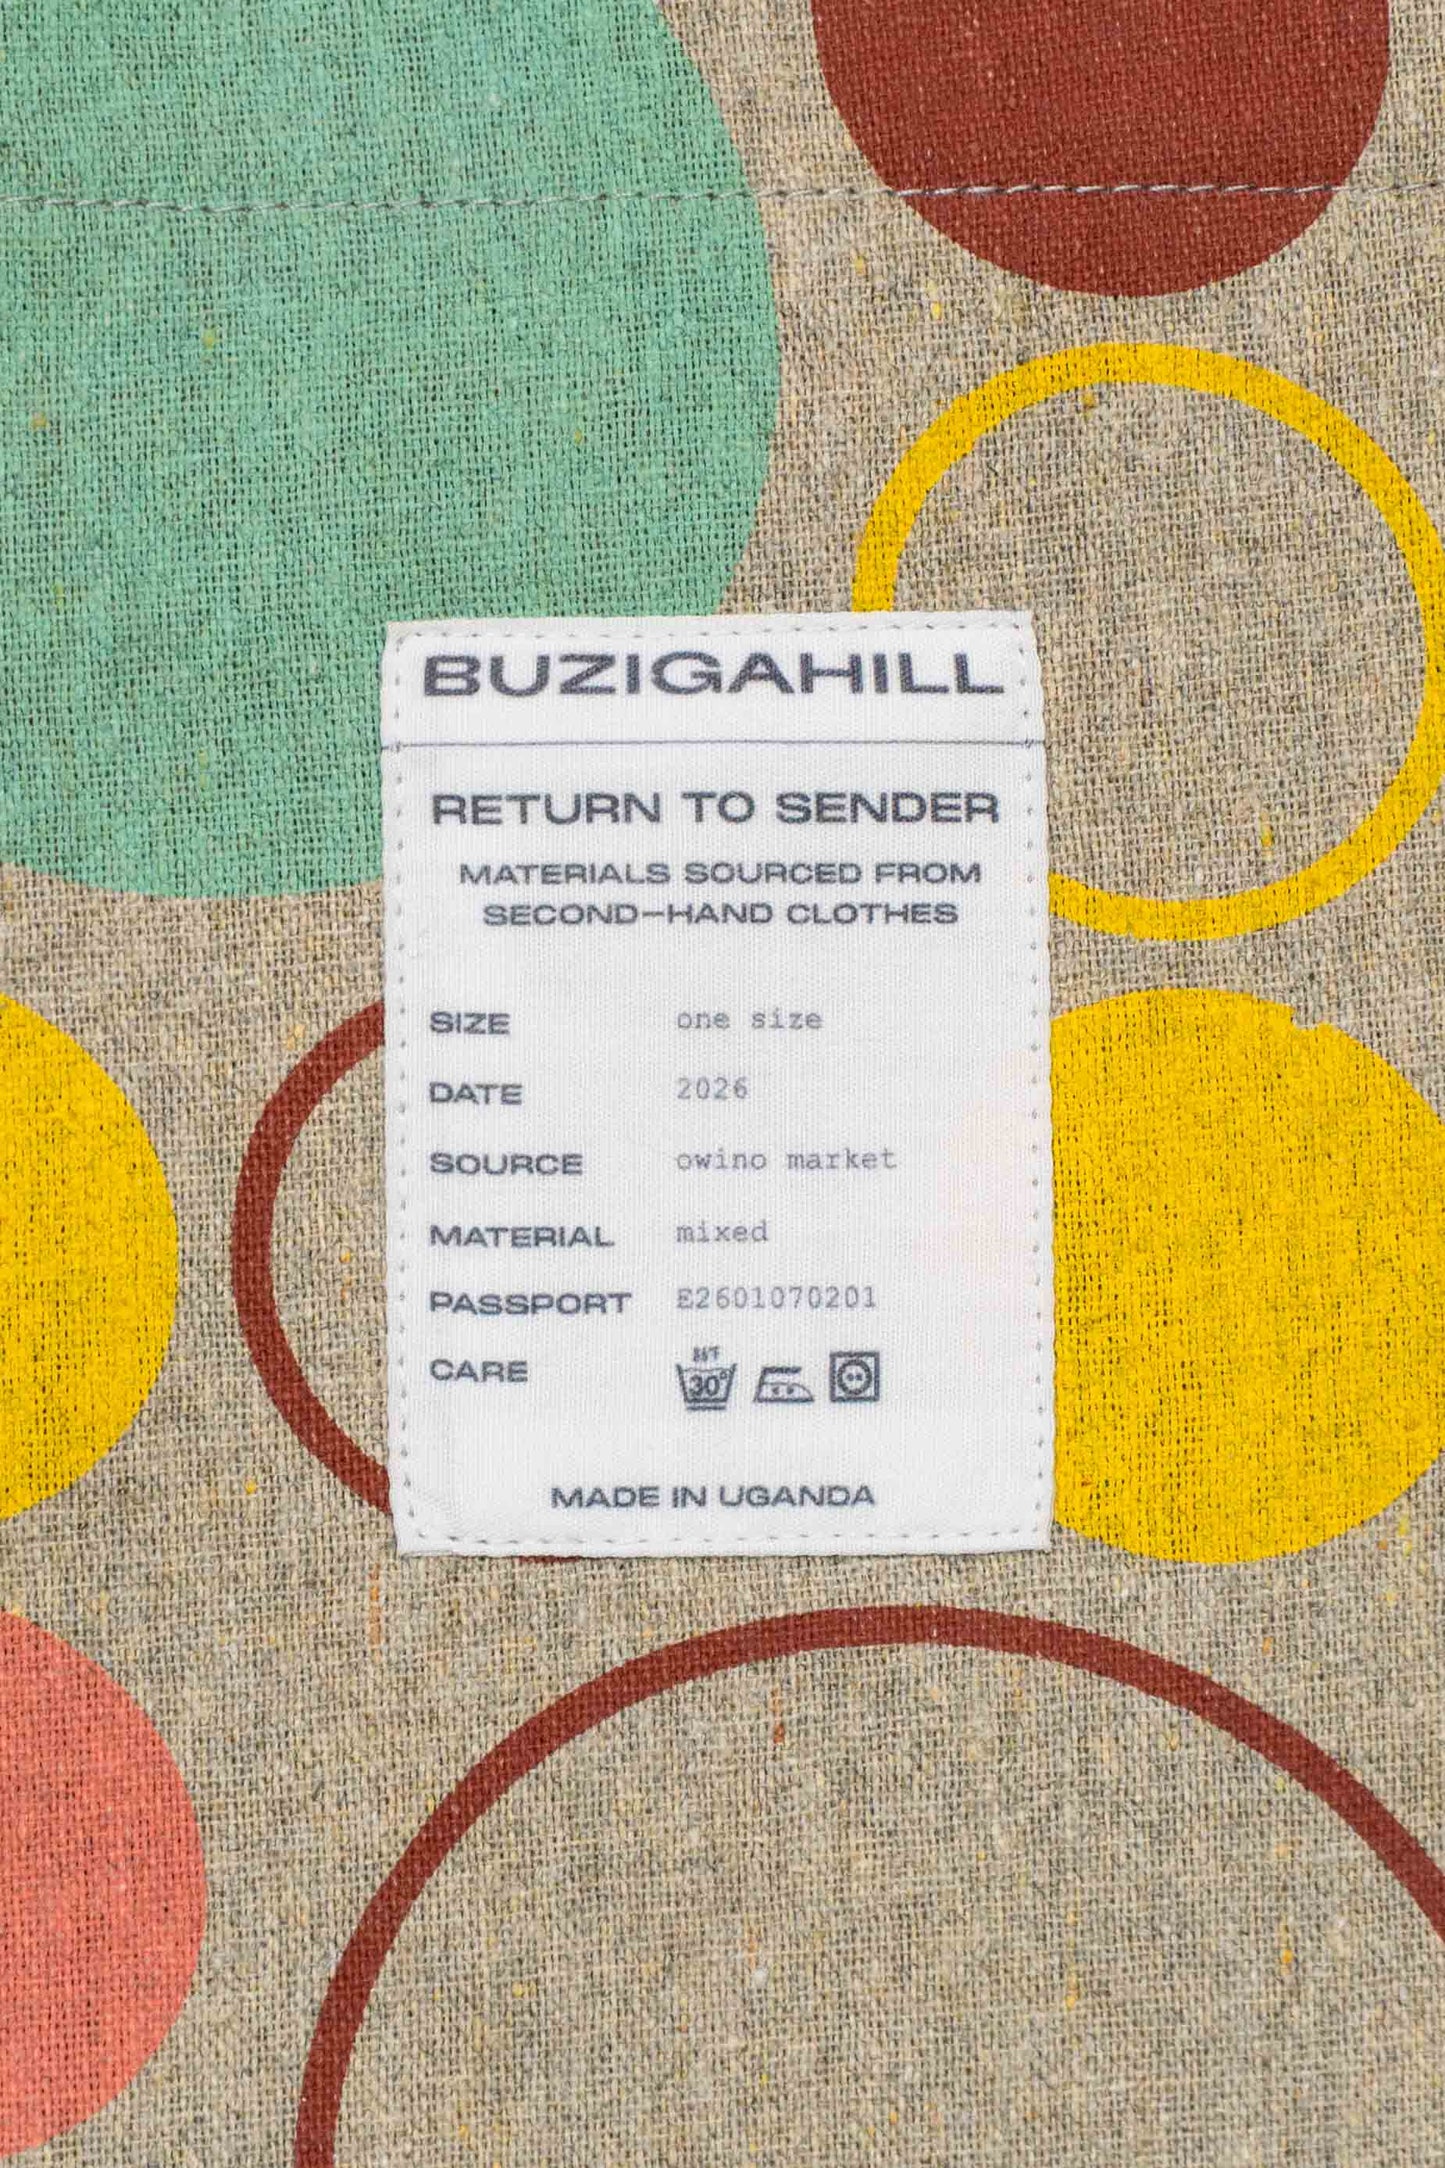 BUZIGAHILL
RETURN TO SENDER
MATERIALS SOURCED FROM
SECOND-HAND CLOTHES
SIZE one size
DATE 2026
SOURCE owino market
MATERIAL mixed
PASSPORT E2601070201
CARE 30°
MADE IN UGANDA